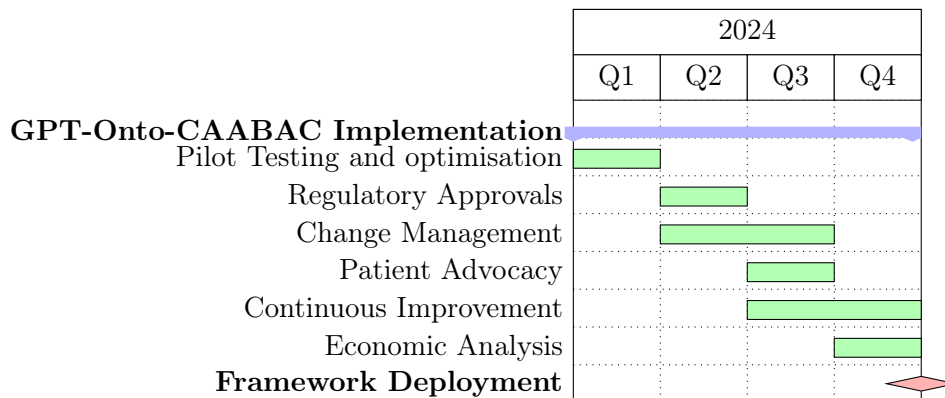 2024
Q1 Q2 Q3 Q4
GPT-Onto-CAABAC Implementation
Pilot Testing and optimisation
Regulatory Approvals
Change Management
Patient Advocacy
Continuous Improvement
Economic Analysis
Framework Deployment